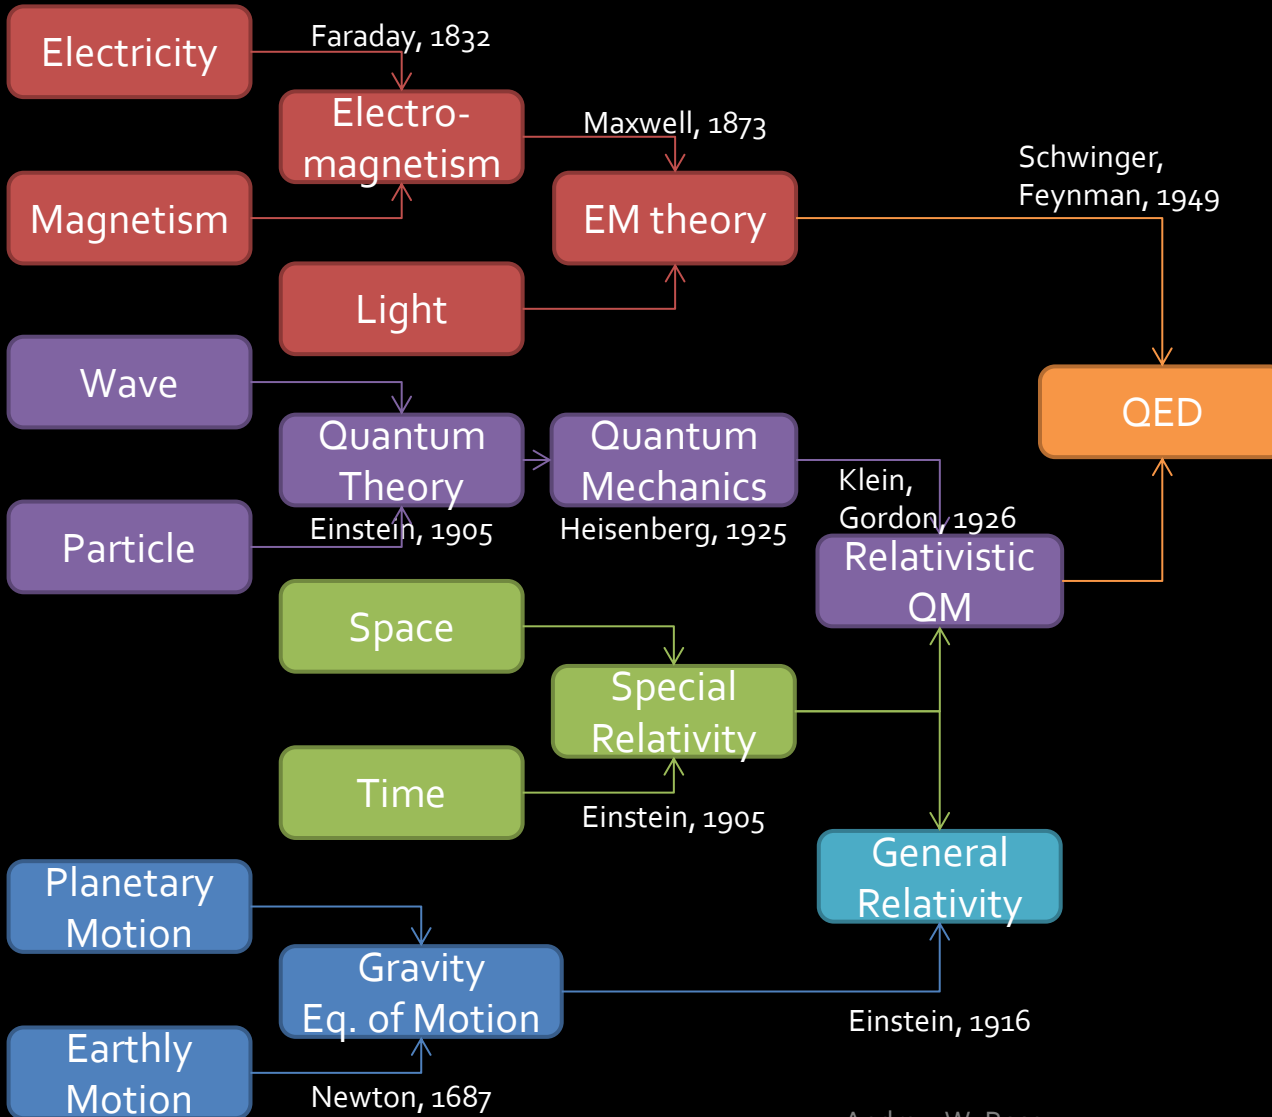 Electricity
Faraday, 1832
Electro-
magnetism
Maxwell, 1873
Magnetism
EM theory
Schwinger,
Feynman, 1949
Light
Wave
QED
Quantum
Theory
Einstein, 1905
Quantum
Mechanics
Heisenberg, 1925
Klein,
Gordon, 1926
Particle
Relativistic
QM
Space
Special
Relativity
Time
Einstein, 1905
General
Relativity
Planetary
Motion
Gravity
Eq. of Motion
Einstein, 1916
Earthly
Motion
Newton, 1687